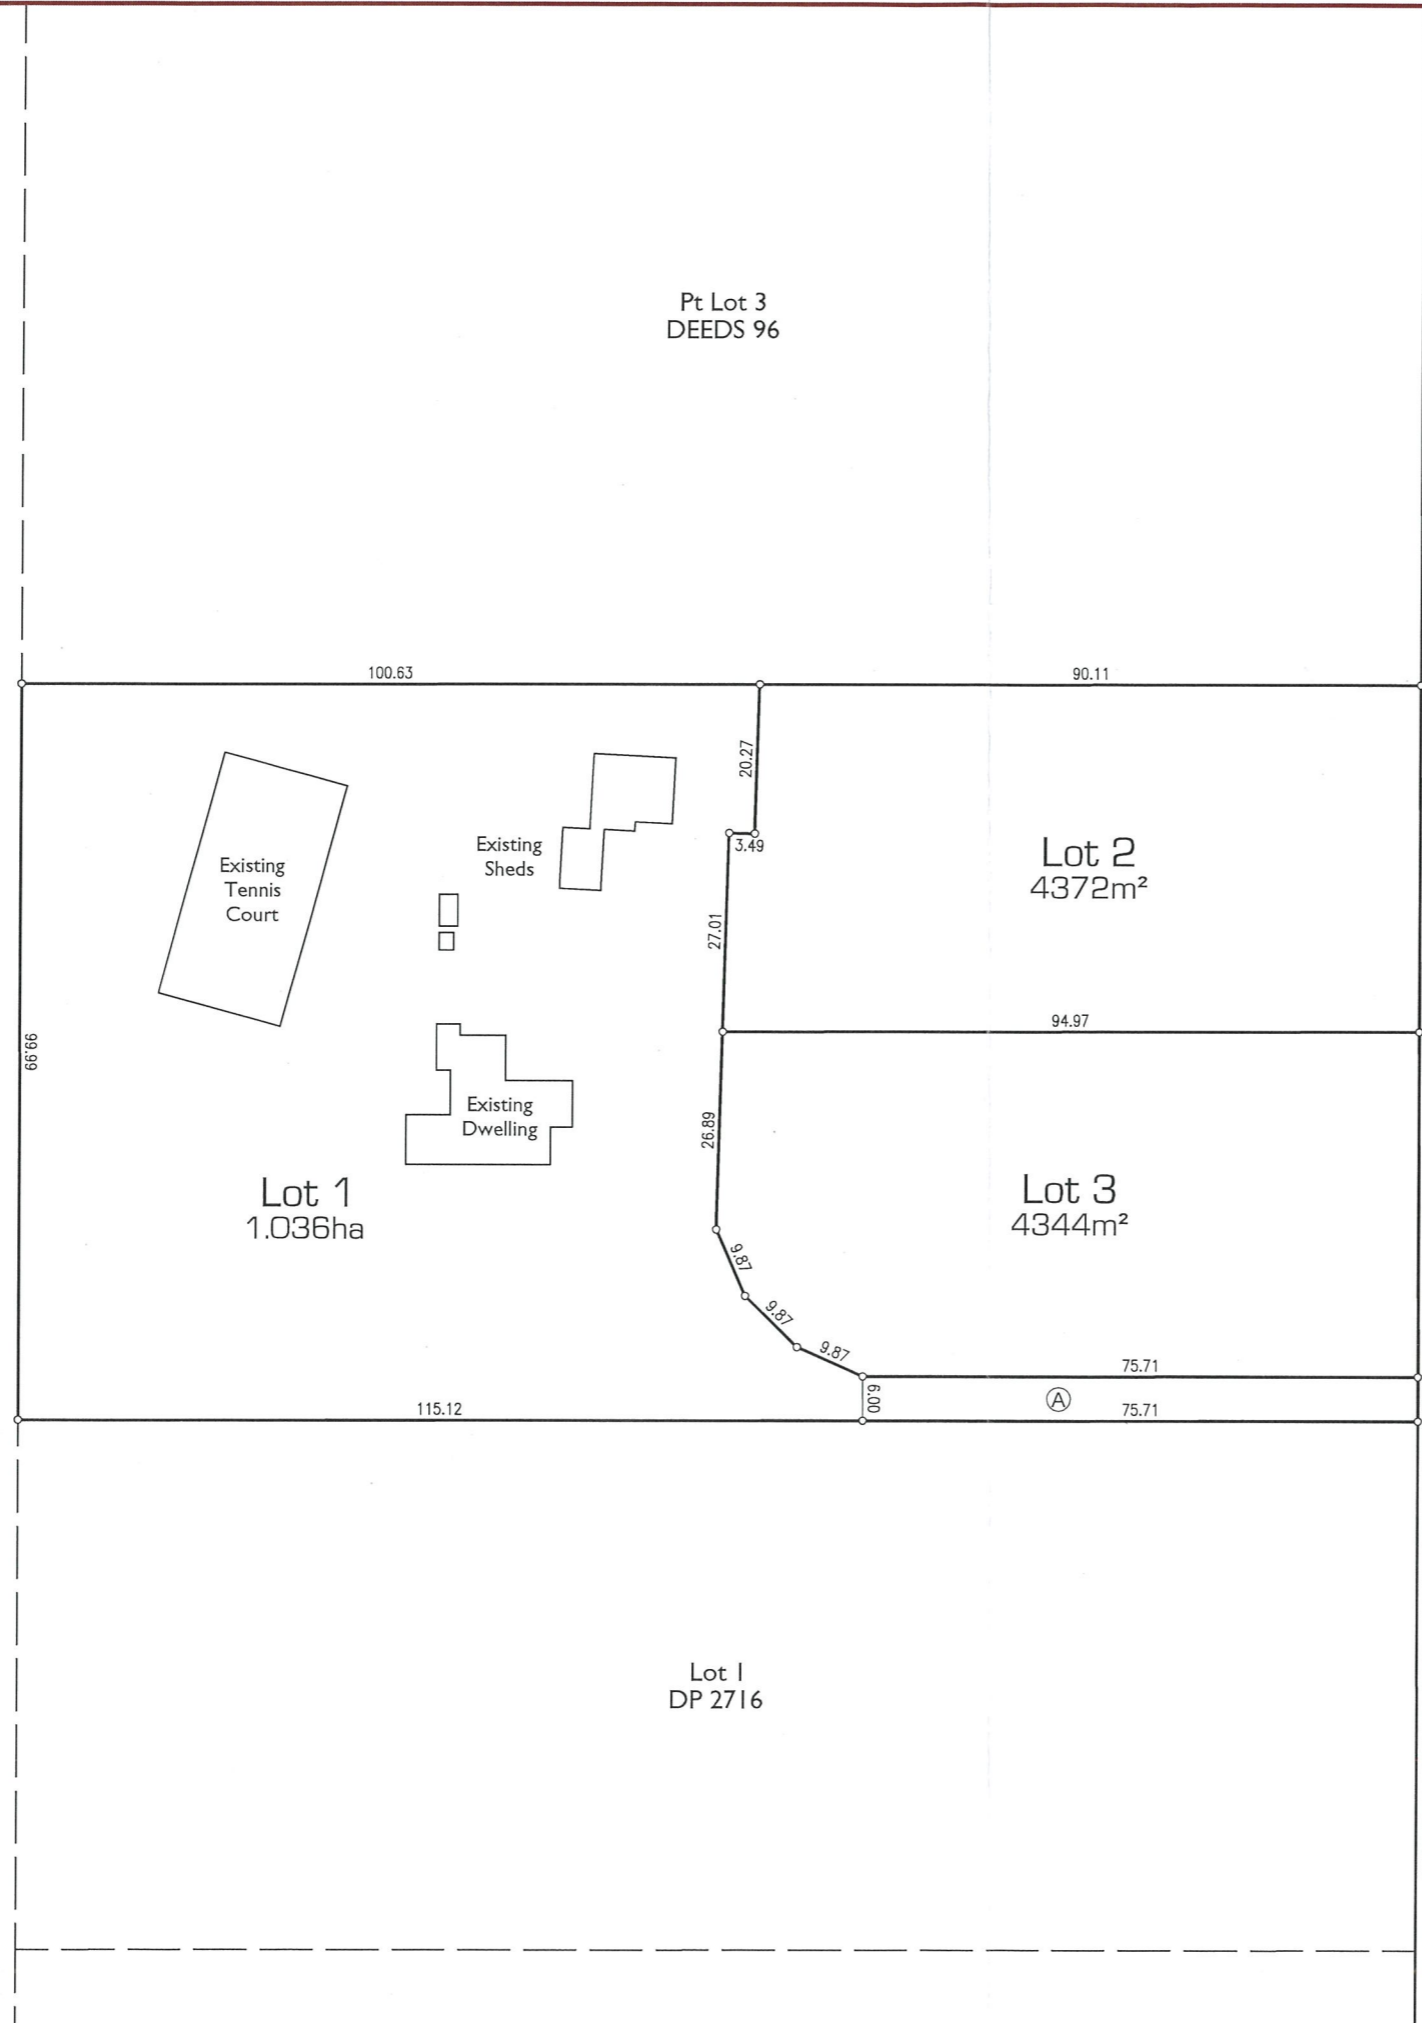 Pt Lot 3
DEEDS 96
100.63
90.11
20.27
3.49
Existing
Sheds
Existing
Tennis
Court
Lot 2
4372m²
27.01
94.97
99.99
Existing
Dwelling
26.89
Lot 1
1.036ha
Lot 3
4344m²
9.87
9.87
9.87
75.71
6.00
A
115.12
75.71
Lot 1
DP 2716